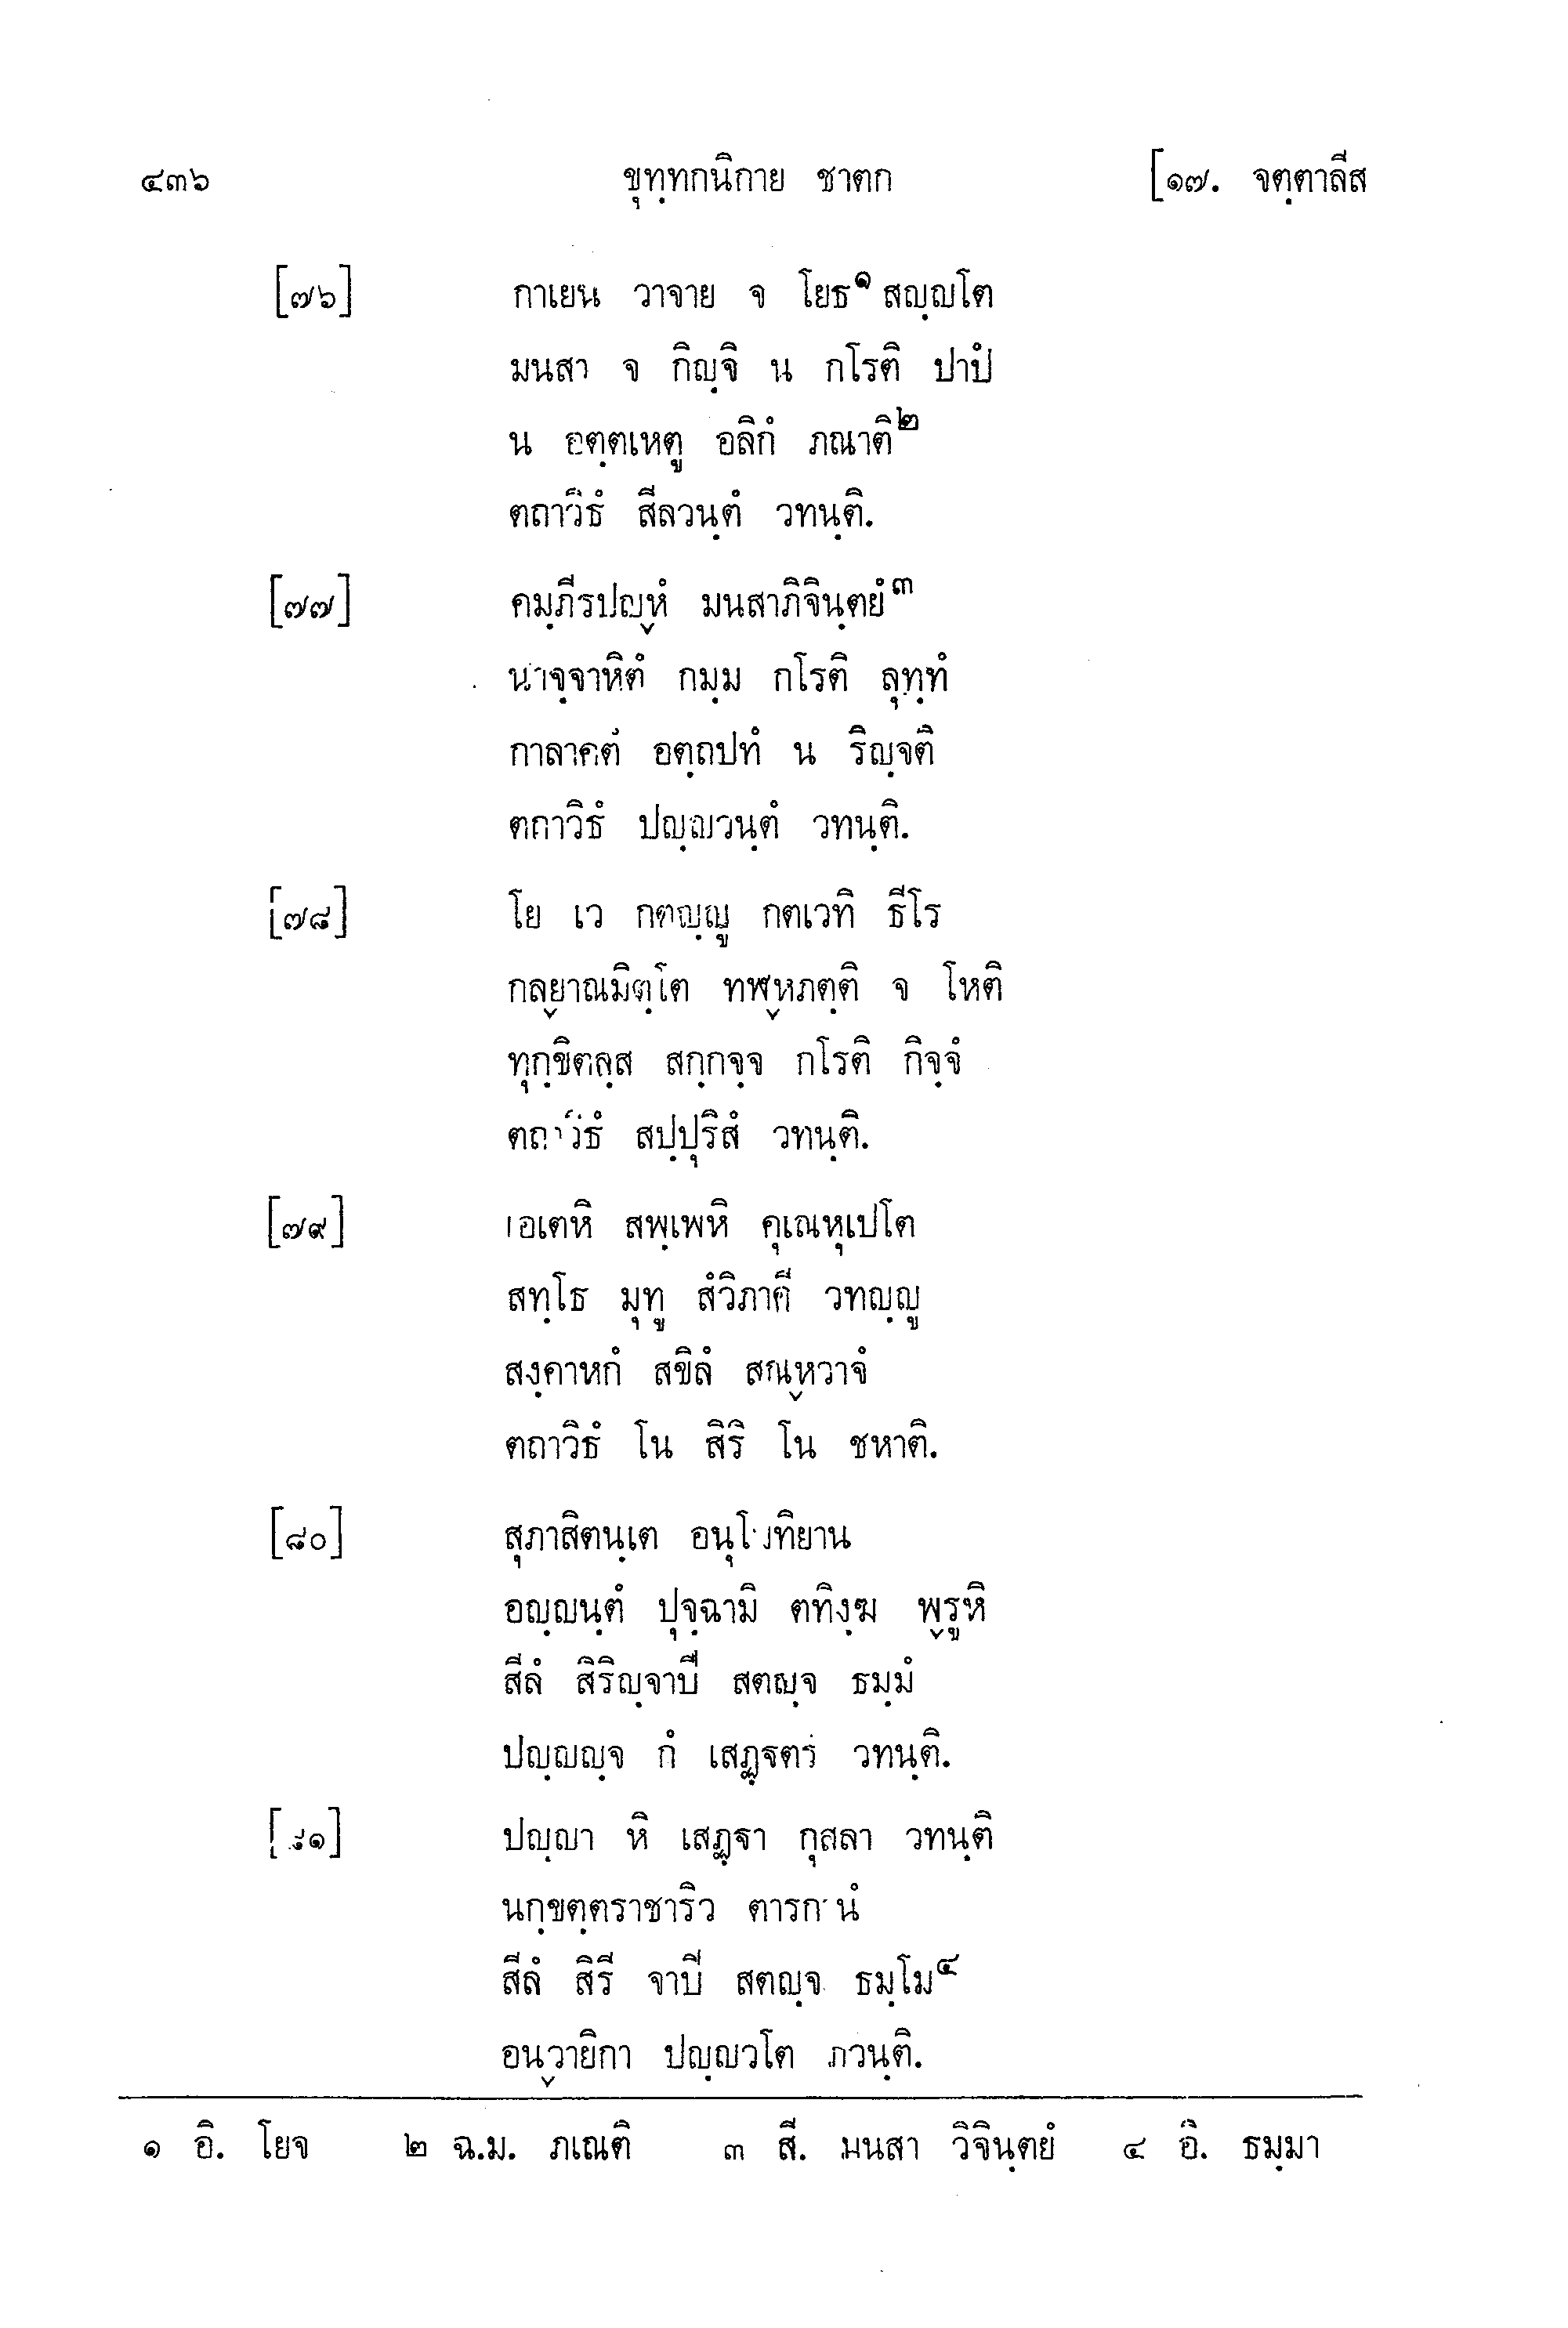 ๔๓๖ ขุทฺทกนิกาย ชาตก [๑๗. จตฺตาลีส
[๗๖] กาเยน วาจาย จ โยธ๑ สญฺญโต
มนสา จ กิญฺจิ น กโรติ ปาปํ
น อตฺตเหตู อลิกํ ภณาติ๒
ตถาวิธํ สีลวนฺตํ วทนฺติ.
[๗๗] คมฺภีรปญฺหํ มนสาภิจินฺตยํ๓
นาจฺจาหิตํ กมฺม กโรติ ลุทฺทํ
กาลาคตํ อตฺถปทํ น ริญฺจติ
ตถาวิธํ ปญฺญวนฺตํ วทนฺติ.
[๗๘] โย เว กตญฺญู กตเวทิ ธีโร
กลฺยาณมิตฺโต ทฬฺหภตฺติ จ โหติ
ทุกฺขิตสฺส สกฺกจฺจ กโรติ กิจฺจํ
ตถาวิธํ สปฺปุริสํ วทนฺติ.
[๗๙] เอเตหิ สพฺเพหิ คุเณหุเปโต
สทฺโธ มุทู สํวิภาคี วทญฺญู
สงฺคาหกํ สขิลํ สณฺหวาจํ
ตถาวิธํ โน สิริ โน ชหาติ.
[๘๐] สุภาสิตนฺเต อนุโมทิยาน
อญฺญนฺตํ ปุจฺฉามิ ตทิงฺฆ พฺรูหิ
สีลํ สิริญฺจาปิ สตญฺจ ธมฺมํ
ปญฺญญฺจ กํ เสฏฺฐตรํ วทนฺติ.
[๘๑] ปญฺญา หิ เสฏฺฐา กุสลา วทนฺติ
นกฺขตฺตราชาริว ตารกานํ
สีลํ สิรี จาปิ สตญฺจ ธมฺโม๔
อนฺวายิกา ปญฺญวโต ภวนฺติ.
๑ อิ. โยจ ๒ ฉ.ม. ภเณติ ๓ สี. มนสา วิจินฺตยํ ๔ อิ. ธมฺมา